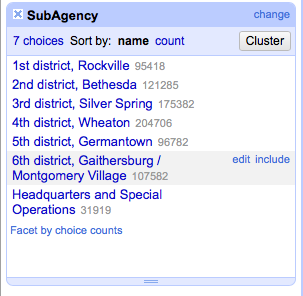 SubAgency change
7 choices Sort by: name count Cluster
1st district, Rockville 95418
2nd district, Bethesda 121285
3rd district, Silver Spring 175382
4th district, Wheaton 204706
5th district, Germantown 96782
6th district, Gaithersburg / edit include
Montgomery Village 107582
Headquarters and Special
Operations 31919
Facet by choice counts